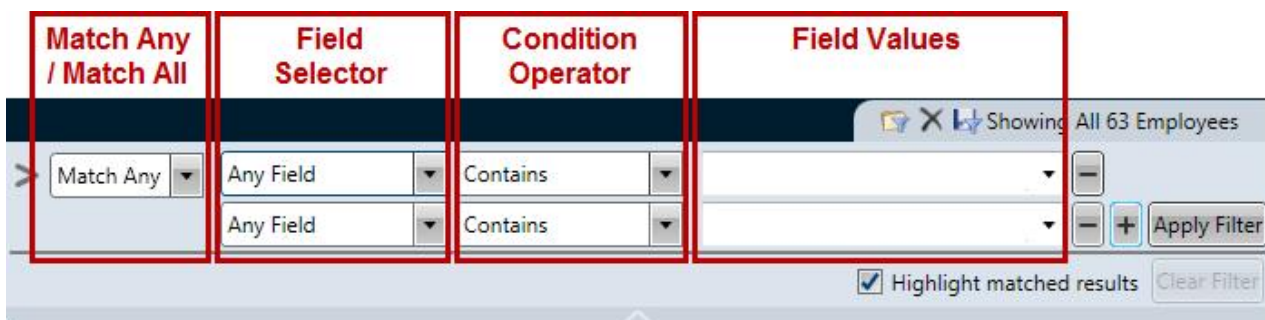 Match Any Field Condition Field Values
/ Match All Selector Operator
Showing All 63 Employees
Match Any Any Field Contains
Any Field Contains Apply Filter
Highlight matched results Clear Filter